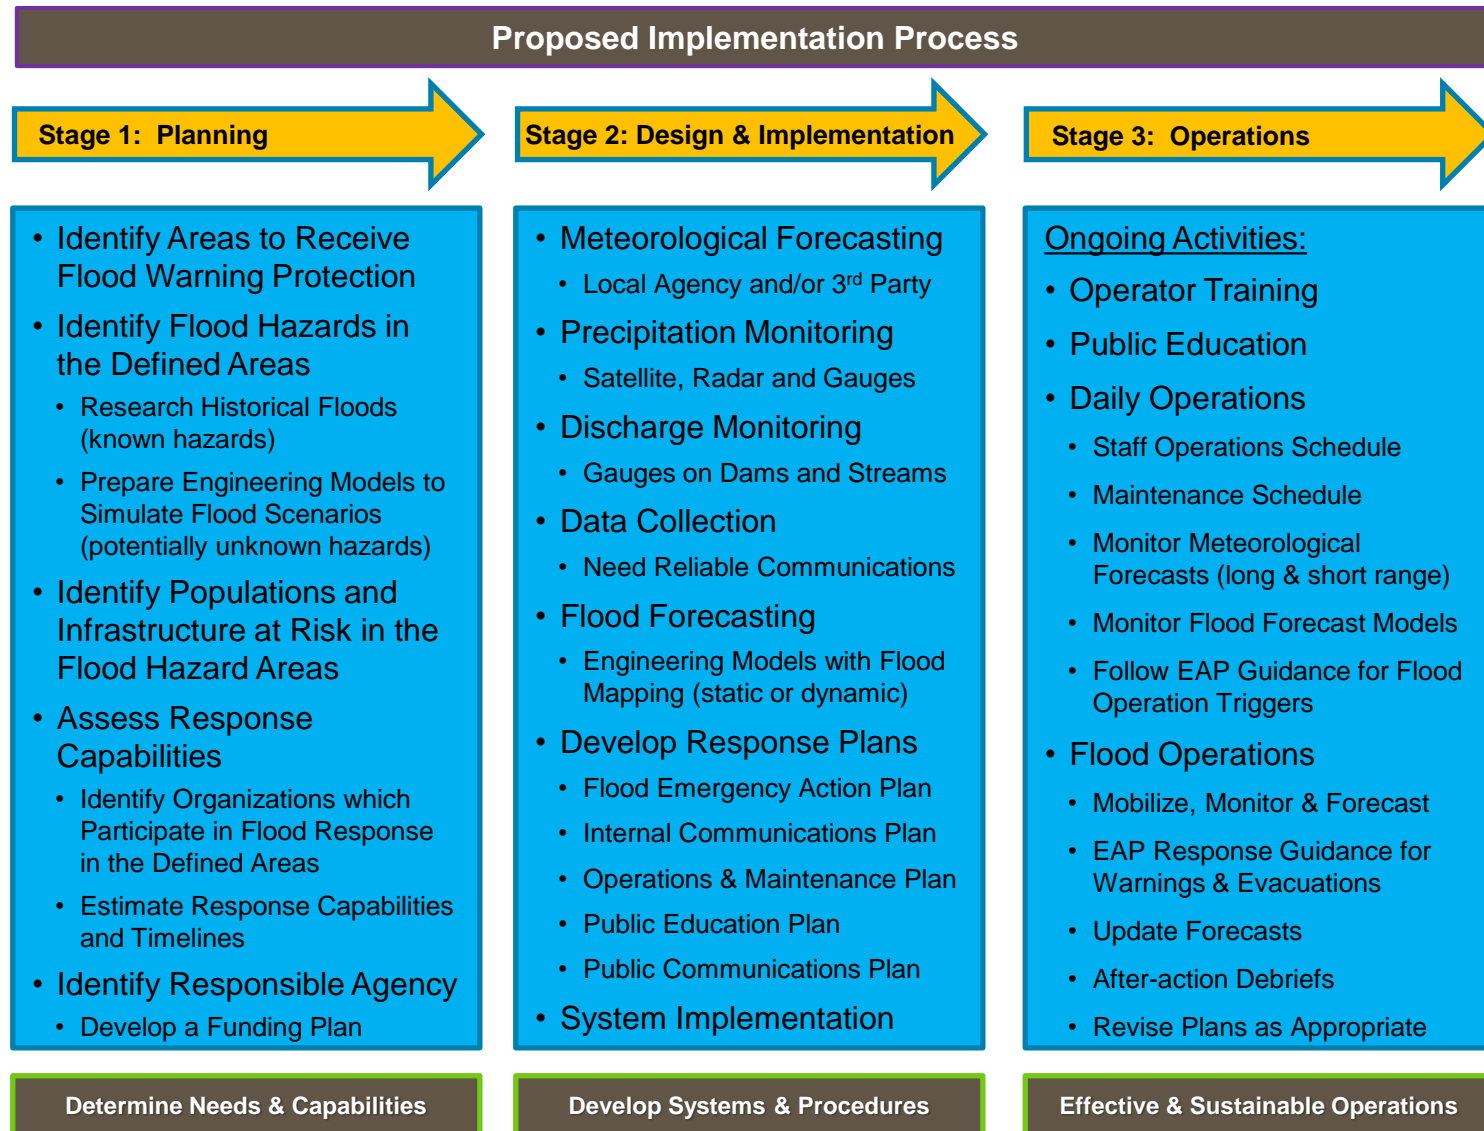 Proposed Implementation Process
Stage 1:  Planning
Stage 2: Design & Implementation
Stage 3:  Operations
• Identify Areas to Receive
Flood Warning Protection
• Identify Flood Hazards in
the Defined Areas
• Research Historical Floods
(known hazards)
• Prepare Engineering Models to
Simulate Flood Scenarios
(potentially unknown hazards)
• Identify Populations and
Infrastructure at Risk in the
Flood Hazard Areas
• Assess Response
Capabilities
• Identify Organizations which
Participate in Flood Response
in the Defined Areas
• Estimate Response Capabilities
and Timelines
• Identify Responsible Agency
• Develop a Funding Plan
• Meteorological Forecasting
• Local Agency and/or 3rd Party
• Precipitation Monitoring
• Satellite, Radar and Gauges
• Discharge Monitoring
• Gauges on Dams and Streams
• Data Collection
• Need Reliable Communications
• Flood Forecasting
• Engineering Models with Flood
Mapping (static or dynamic)
• Develop Response Plans
• Flood Emergency Action Plan
• Internal Communications Plan
• Operations & Maintenance Plan
• Public Education Plan
• Public Communications Plan
• System Implementation
Ongoing Activities:
• Operator Training
• Public Education
• Daily Operations
• Staff Operations Schedule
• Maintenance Schedule
• Monitor Meteorological
Forecasts (long & short range)
• Monitor Flood Forecast Models
• Follow EAP Guidance for Flood
Operation Triggers
• Flood Operations
• Mobilize, Monitor & Forecast
• EAP Response Guidance for
Warnings & Evacuations
• Update Forecasts
• After-action Debriefs
• Revise Plans as Appropriate
Determine Needs & Capabilities
Develop Systems & Procedures
Effective & Sustainable Operations